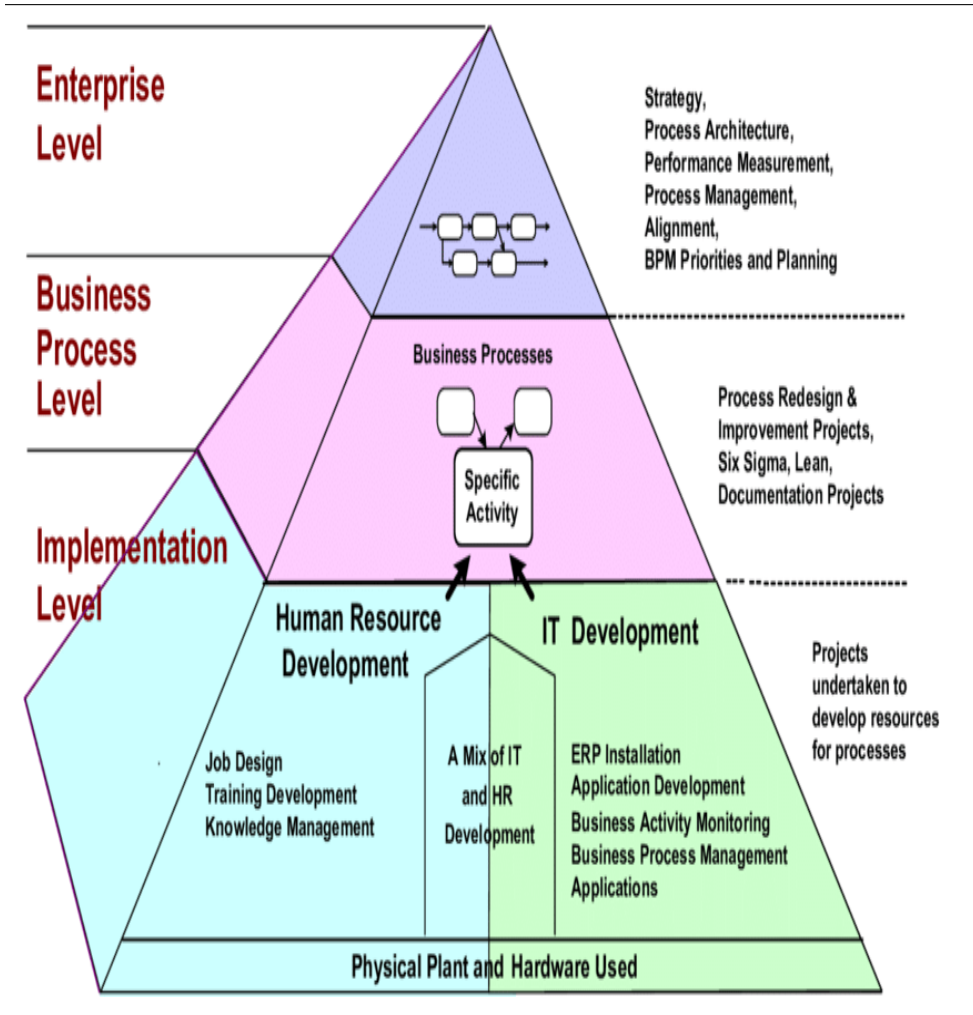 Enterprise
Level
Strategy,
Process Architecture,
Performance Measurement,
Process Management,
Alignment,
BPM Priorities and Planning
Business
Process
Level
Business Processes
Specific
Activity
Process Redesign &
Improvement Projects,
Six Sigma, Lean,
Documentation Projects
Implementation
Level
Human Resource
Development
IT Development
Projects
undertaken to
develop resources
for processes
Job Design
Training Development
Knowledge Management
A Mix of IT
and HR
Development
ERP Installation
Application Development
Business Activity Monitoring
Business Process Management
Applications
Physical Plant and Hardware Used